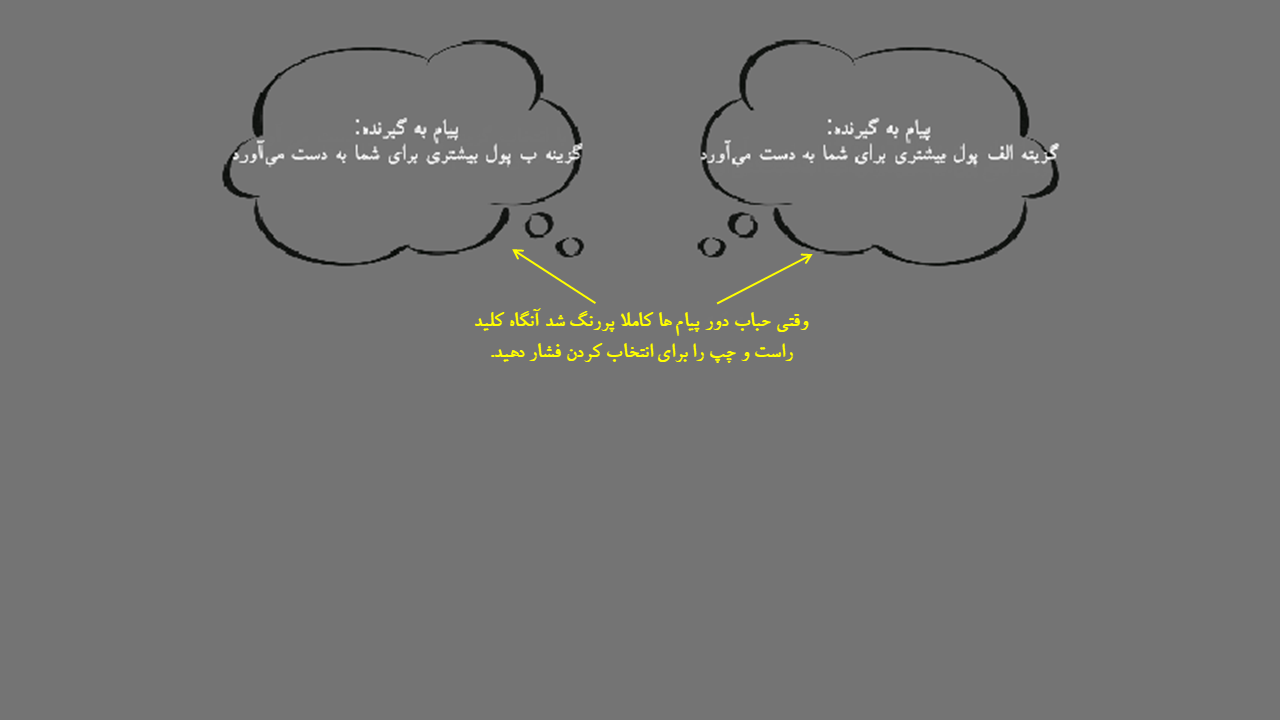 پیام به گیرنده:
گزیته الف پول بیشتری برای شما به دست می‌آورد
پیام به گیرنده:
گزینه ب پول بیشتری برای شما به دست می‌آورد
وقتی حباب دور پیام ها کاملا پررنگ شد آنگاه کلید
راست و چپ را برای انتخاب کردن فشار دهید.